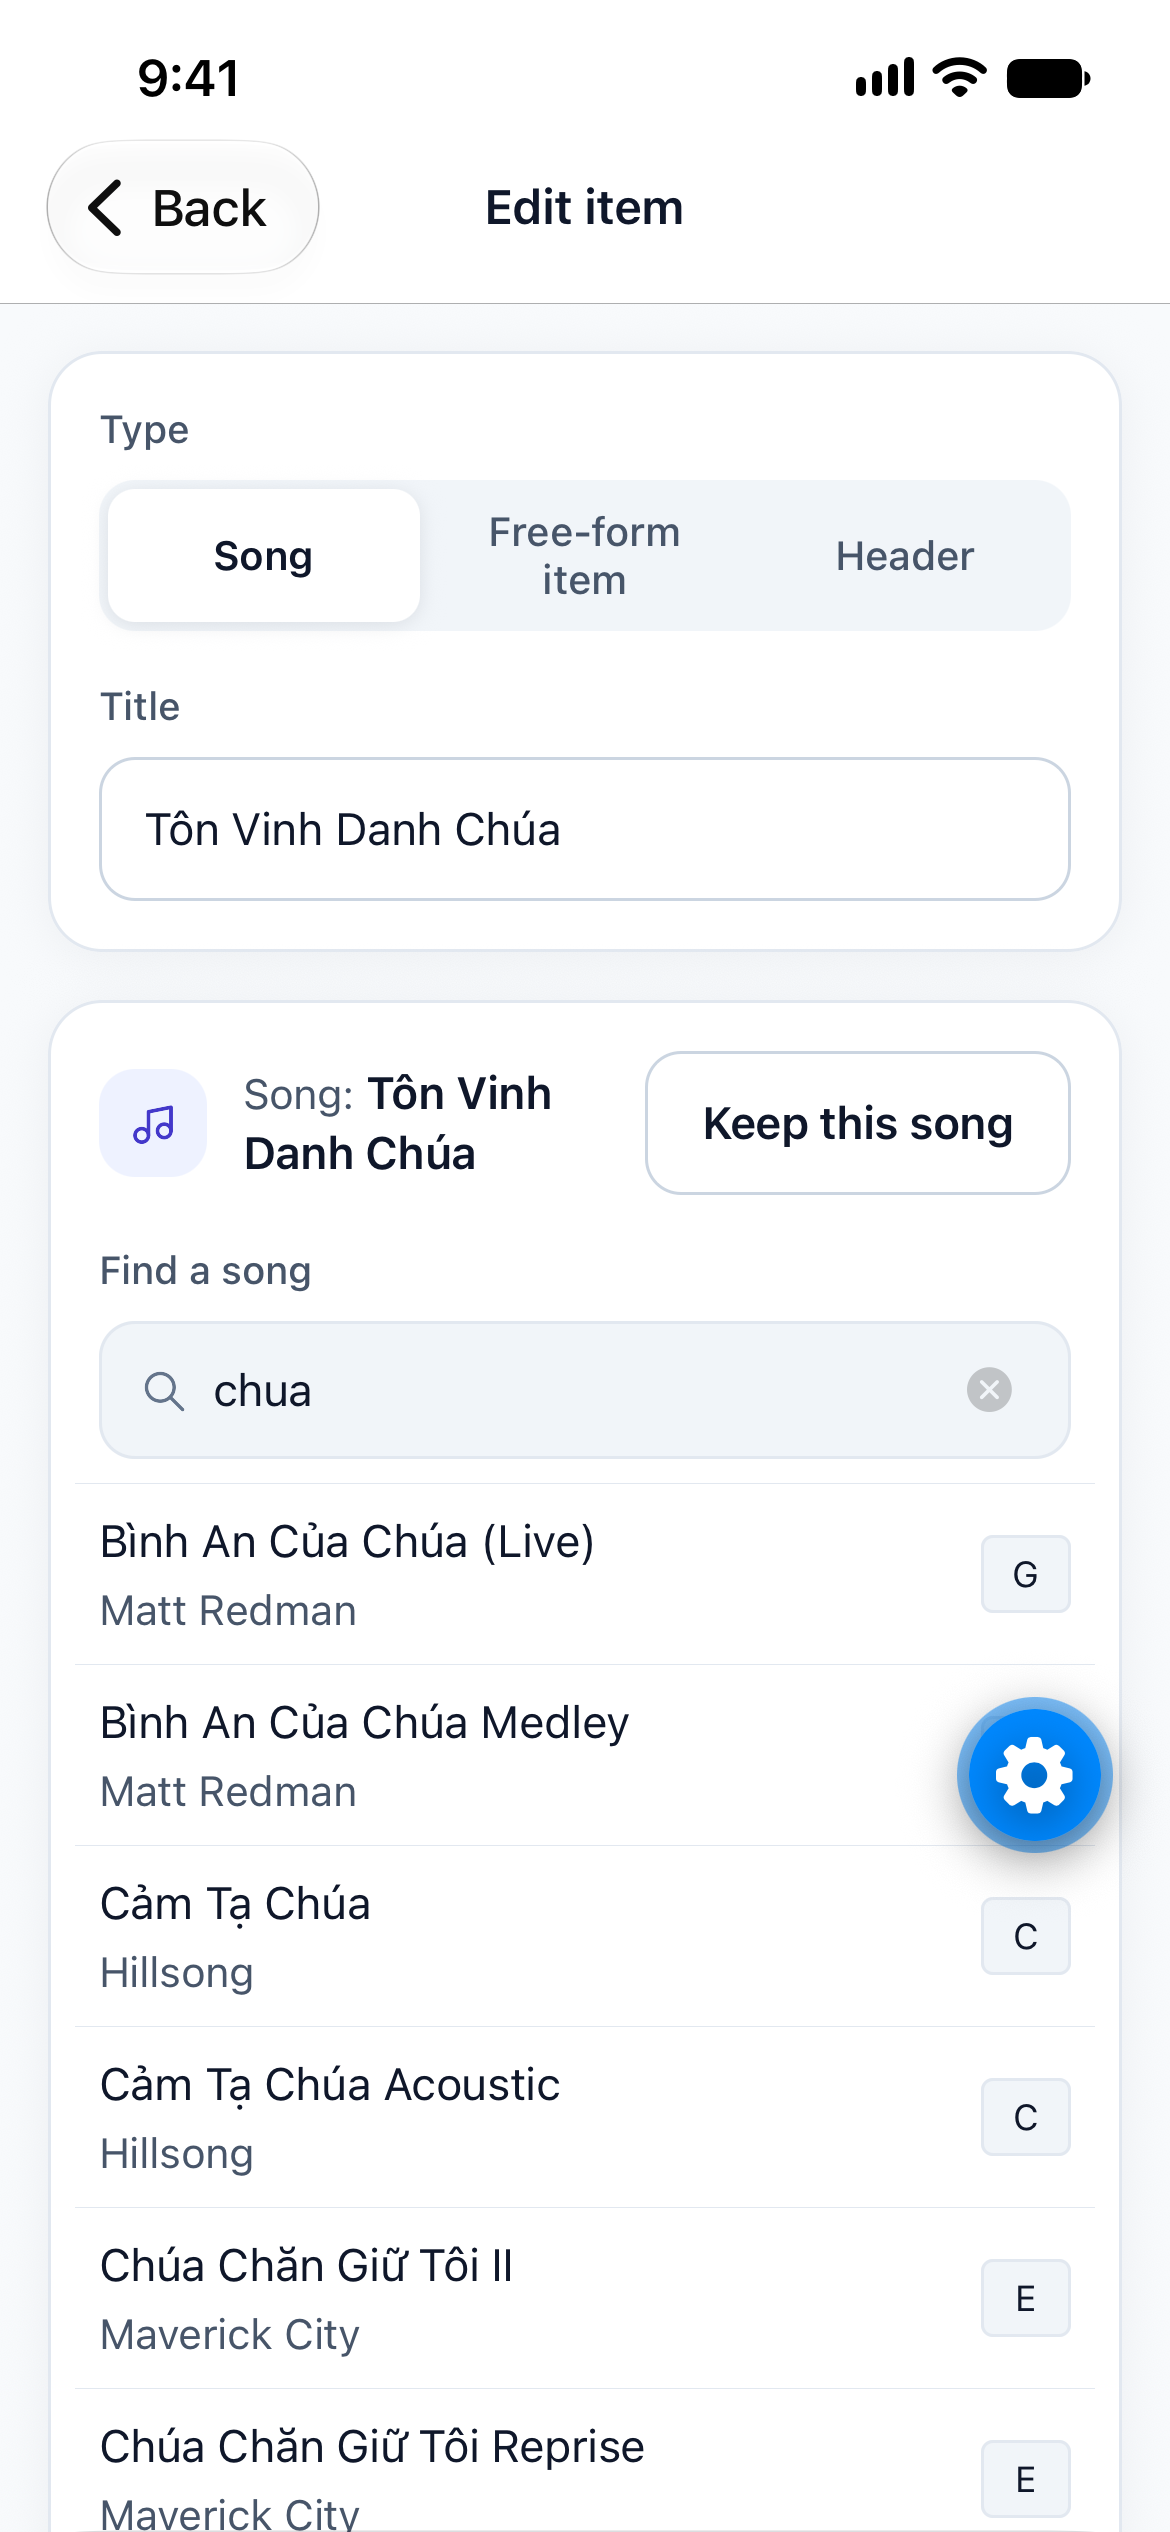 9:41
Back
Edit item
Type
Song
Free-form
item
Header
Title
Tôn Vinh Danh Chúa
Song: Tôn Vinh
Danh Chúa
Keep this song
Find a song
chua
Bình An Của Chúa (Live)
Matt Redman
G
Bình An Của Chúa Medley
Matt Redman
Cảm Tạ Chúa
Hillsong
C
Cảm Tạ Chúa Acoustic
Hillsong
C
Chúa Chăn Giữ Tôi II
Maverick City
E
Chúa Chăn Giữ Tôi Reprise
Maverick City
E